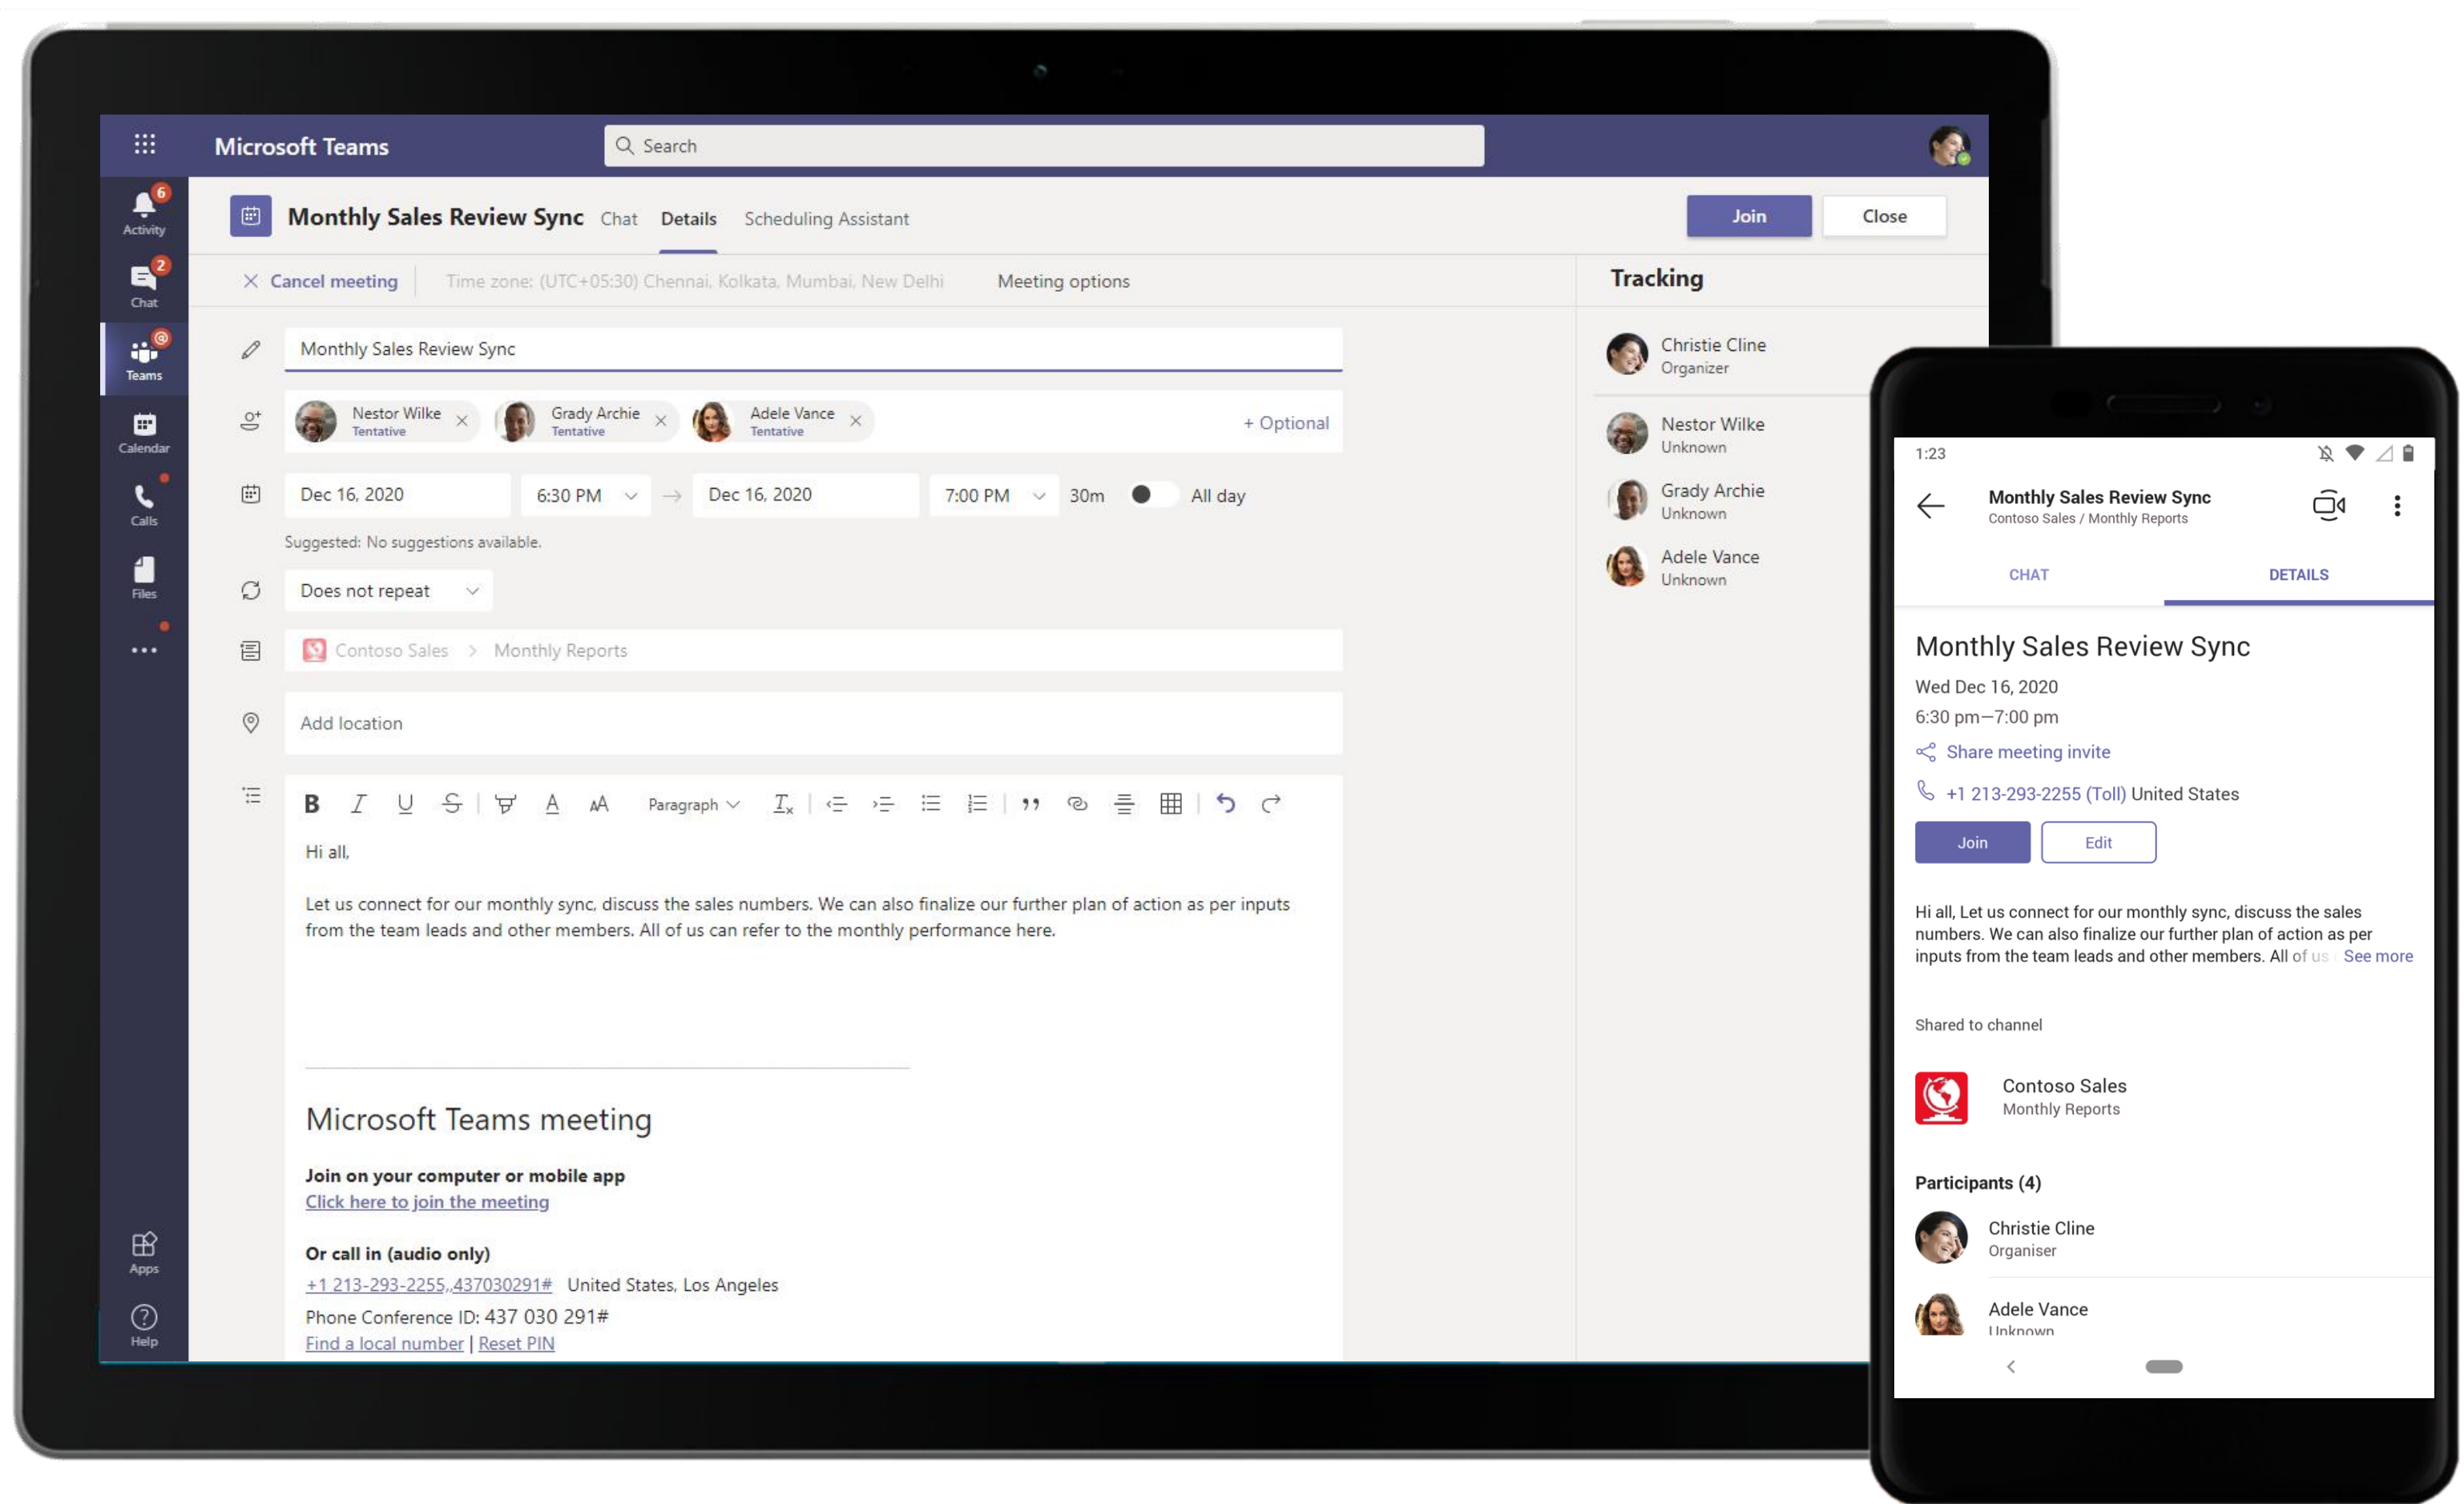 Microsoft Teams
Search
6
Activity
2
Chat
@
Teams
Calendar
Calls
Files
Apps
Help
Monthly Sales Review Sync Chat Details Scheduling Assistant
Join Close
Cancel meeting Time zone: (UTC+05:30) Chennai, Kolkata, Mumbai, New Delhi Meeting options
Monthly Sales Review Sync
Nestor Wilke
Tentative
Grady Archie
Tentative
Adele Vance
Tentative
+ Optional
Dec 16, 2020 6:30 PM → Dec 16, 2020 7:00 PM 30m All day
Suggested: No suggestions available.
Does not repeat
Contoso Sales > Monthly Reports
Add location
B I U S A AA Paragraph
Hi all,
Let us connect for our monthly sync, discuss the sales numbers. We can also finalize our further plan of action as per inputs
from the team leads and other members. All of us can refer to the monthly performance here.
Microsoft Teams meeting
Join on your computer or mobile app
Click here to join the meeting
Or call in (audio only)
+1 213-293-2255,,437030291# United States, Los Angeles
Phone Conference ID: 437 030 291#
Find a local number | Reset PIN
Tracking
Christie Cline
Organizer
Nestor Wilke
Unknown
Grady Archie
Unknown
Adele Vance
Unknown
1:23
Monthly Sales Review Sync
Contoso Sales / Monthly Reports
CHAT DETAILS
Monthly Sales Review Sync
Wed Dec 16, 2020
6:30 pm—7:00 pm
Share meeting invite
+1 213-293-2255 (Toll) United States
Join Edit
Hi all, Let us connect for our monthly sync, discuss the sales
numbers. We can also finalize our further plan of action as per
inputs from the team leads and other members. All of us See more
Shared to channel
Contoso Sales
Monthly Reports
Participants (4)
Christie Cline
Organiser
Adele Vance
Unknown